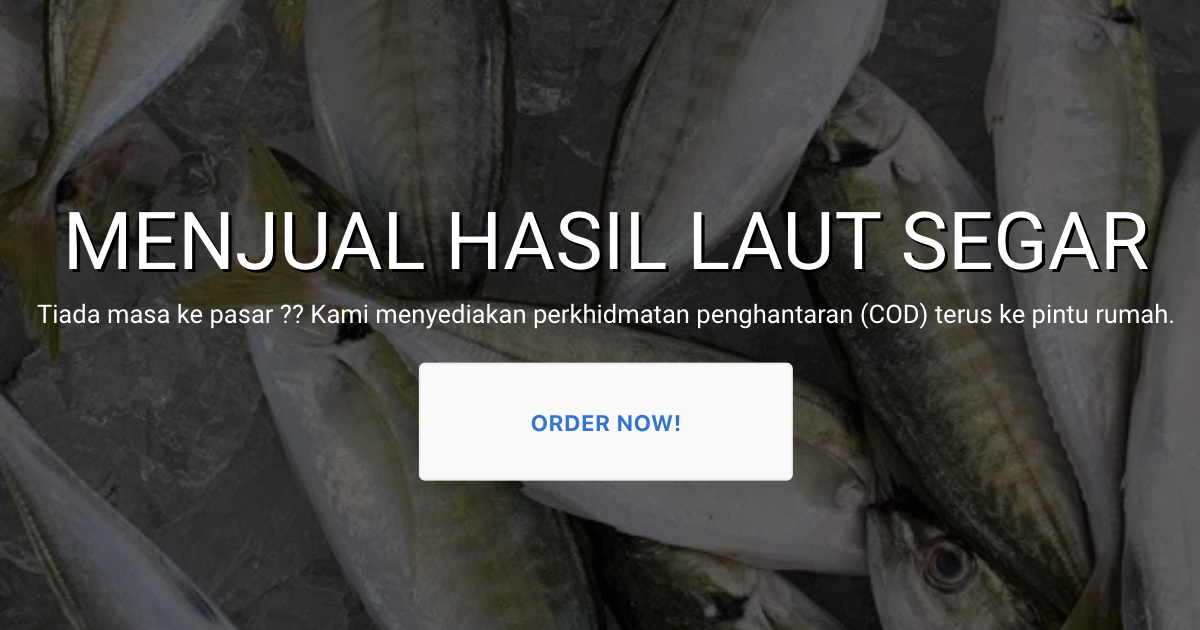 MENJUAL HASIL LAUT SEGAR
Tiada masa ke pasar ?? Kami menyediakan perkhidmatan penghantaran (COD) terus ke pintu rumah.
ORDER NOW!